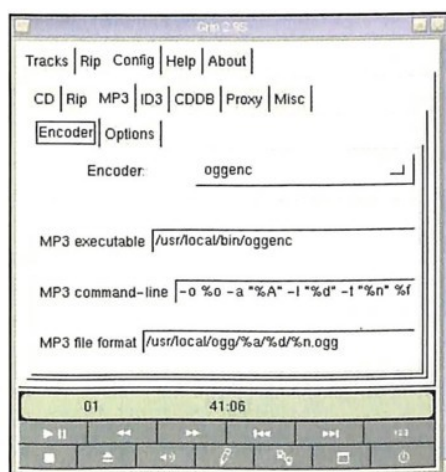 Grip 2.95
Tracks Rip Config Help About
CD Rip MP3 ID3 CDDB Proxy Misc
Encoder Options
Encoder: oggenc
MP3 executable /usr/local/bin/oggenc
MP3 command-line -o %o -a "%A" -l "%d" -t "%n" %f
MP3 file format /usr/local/ogg/%a/%d/%n.ogg
01 41:06
123